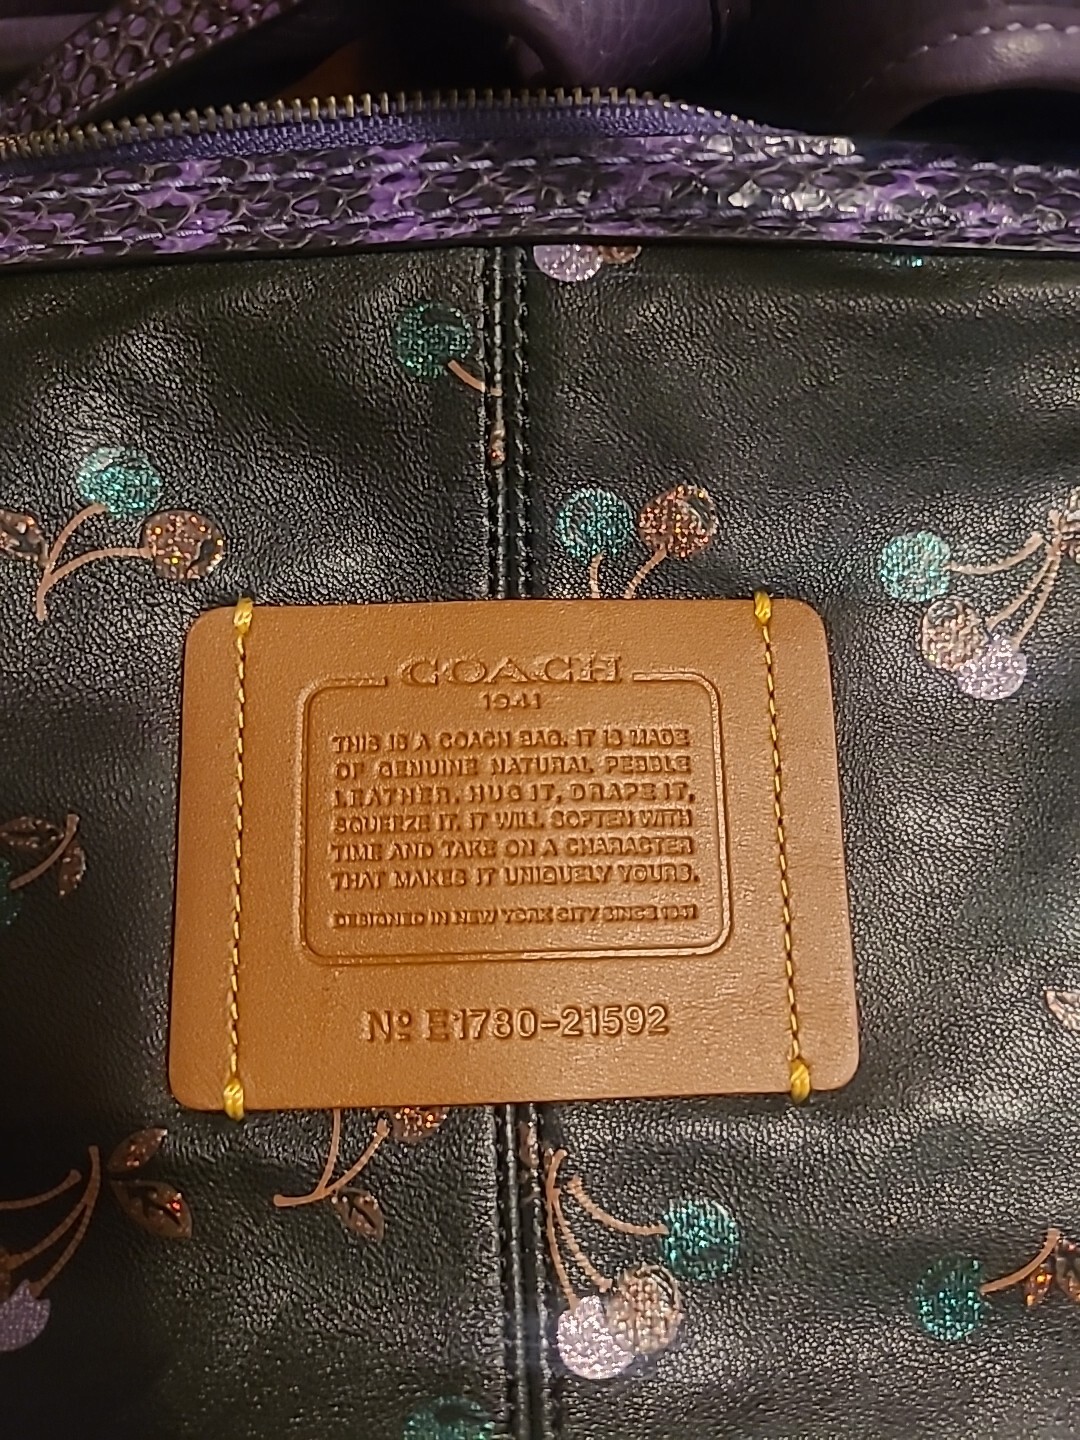 COACH
1941
THIS IS A COACH BAG. IT IS MADE
OF GENUINE NATURAL PEBBLE
LEATHER. HUG IT, DRAPE IT,
SQUEEZE IT. IT WILL SOFTEN WITH
TIME AND TAKE ON A CHARACTER
THAT MAKES IT UNIQUELY YOURS.
DESIGNED IN NEW YORK CITY SINCE 1941
Nº E1780-21592